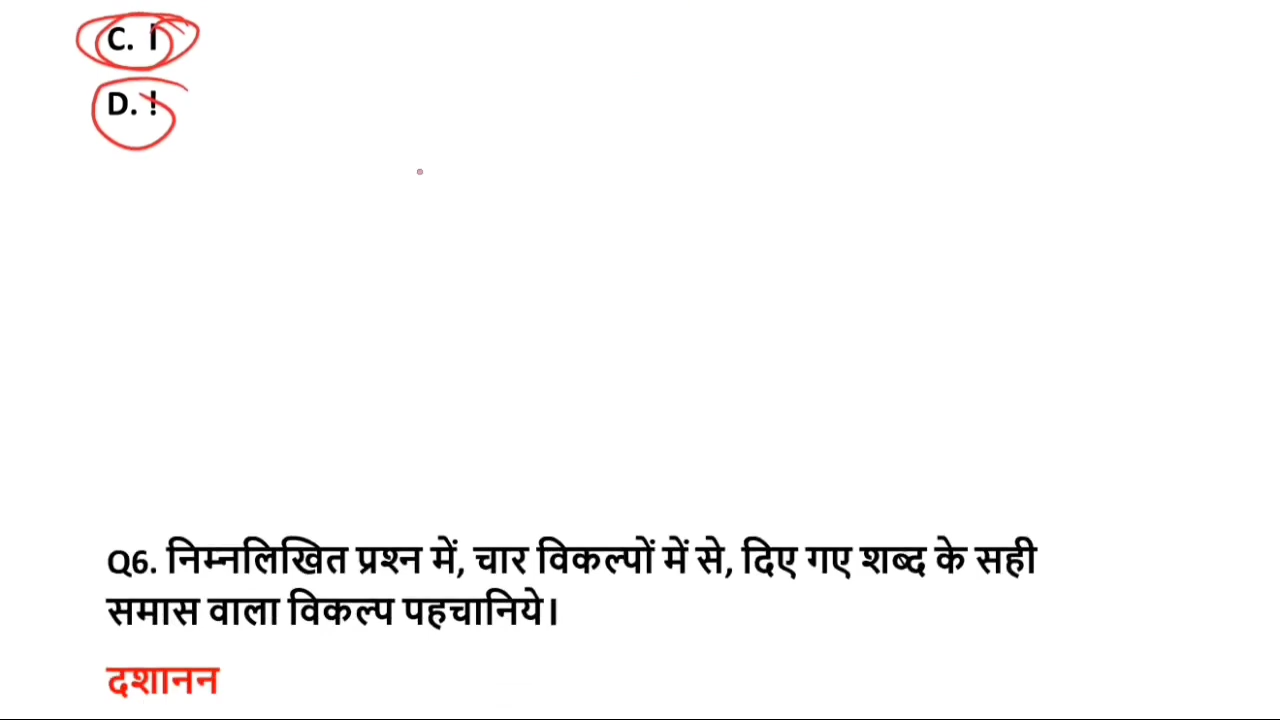 C. ।
D. !
Q6. निम्नलिखित प्रश्न में, चार विकल्पों में से, दिए गए शब्द के सही
समास वाला विकल्प पहचानिये।
दशानन